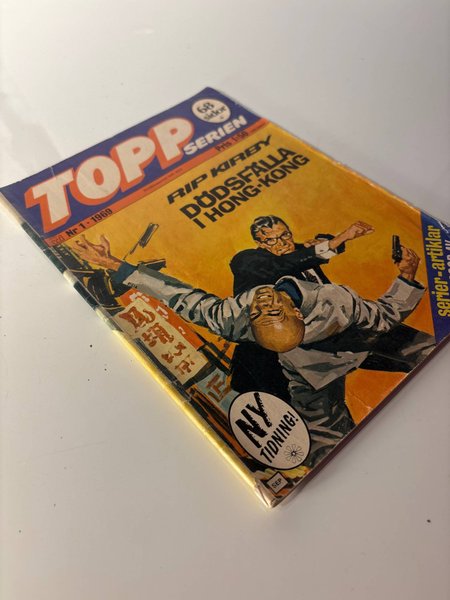 68
sidor
TOPP
SERIEN
Nr 1 • 1969
Pris 1:50
RIP KIRBY
DÖDSFÄLLA
I HONG-KONG
serier-artiklar
NY
TIDNING!
SEP